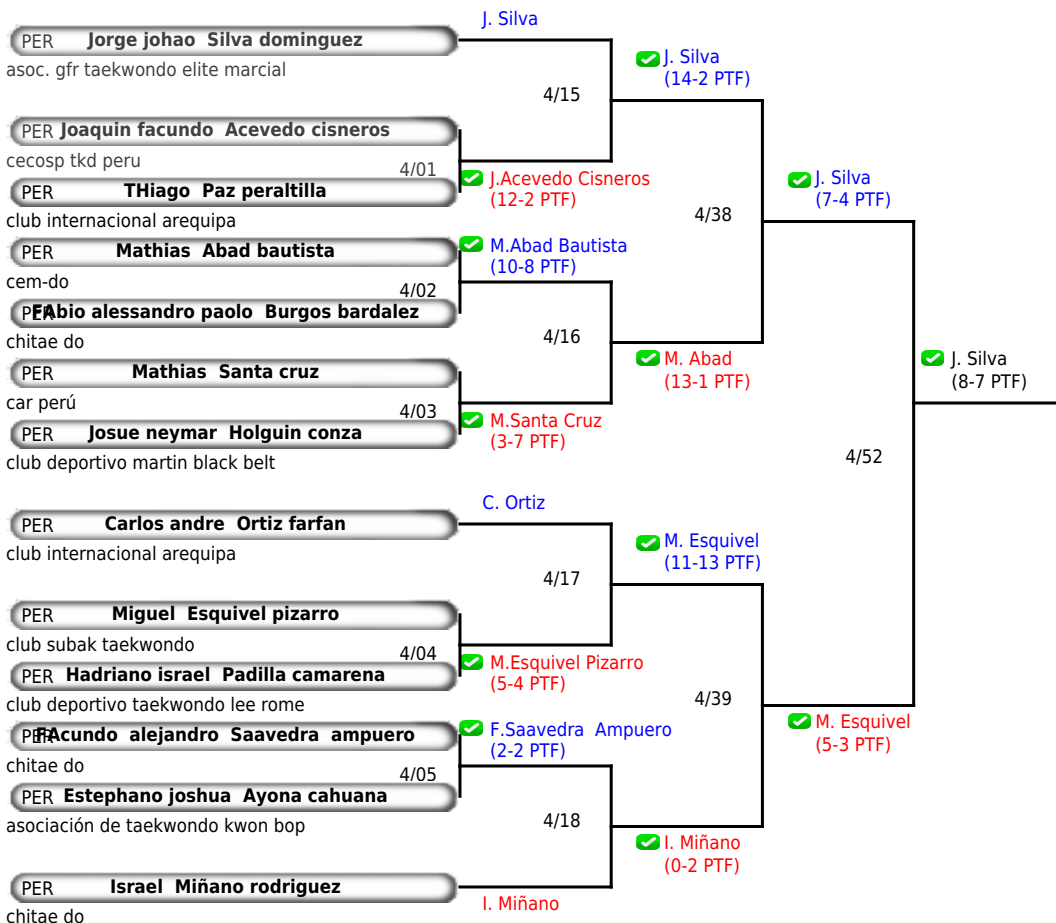 J. Silva
PER Jorge johao Silva dominguez
asoc. gfr taekwondo elite marcial
J. Silva
(14-2 PTF)
4/15
PER Joaquin facundo Acevedo cisneros
cecosp tkd peru
4/01
J.Acevedo Cisneros
(12-2 PTF)
PER THiago Paz peraltilla
club internacional arequipa
J. Silva
(7-4 PTF)
4/38
PER Mathias Abad bautista
cem-do
M.Abad Bautista
(10-8 PTF)
4/02
PER FAbio alessandro paolo Burgos bardalez
chitae do
4/16
M. Abad
(13-1 PTF)
PER Mathias Santa cruz
car perú
4/03
M.Santa Cruz
(3-7 PTF)
PER Josue neymar Holguin conza
club deportivo martin black belt
J. Silva
(8-7 PTF)
4/52
C. Ortiz
PER Carlos andre Ortiz farfan
club internacional arequipa
M. Esquivel
(11-13 PTF)
4/17
PER Miguel Esquivel pizarro
club subak taekwondo
4/04
M.Esquivel Pizarro
(5-4 PTF)
PER Hadriano israel Padilla camarena
club deportivo taekwondo lee rome
4/39
M. Esquivel
(5-3 PTF)
PER FAcundo alejandro Saavedra ampuero
chitae do
F.Saavedra Ampuero
(2-2 PTF)
4/05
PER Estephano joshua Ayona cahuana
asociación de taekwondo kwon bop
4/18
I. Miñano
(0-2 PTF)
PER Israel Miñano rodriguez
chitae do
I. Miñano